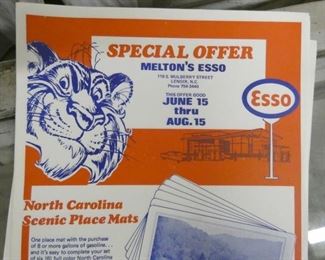 SPECIAL OFFER
MELTON'S ESSO
LENOIR, N.C.
THIS OFFER GOOD
JUNE 15
thru
AUG. 15
Esso
North Carolina
Scenic Place Mats
One place mat with the purchase
of 8 or more gallons of gasoline...
and it's easy to complete your set